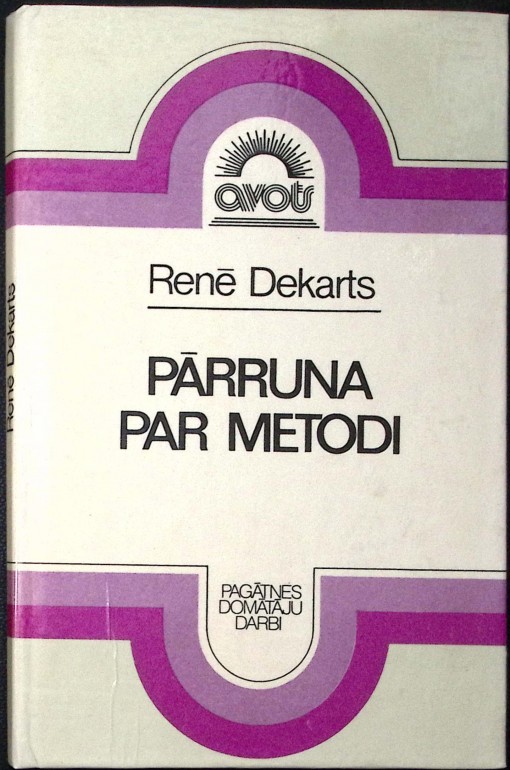 avots
Renē Dekarts
PĀRRUNA
PAR METODI
PAGĀTNES
DOMĀTĀJU
DARBI
Renē Dekarts